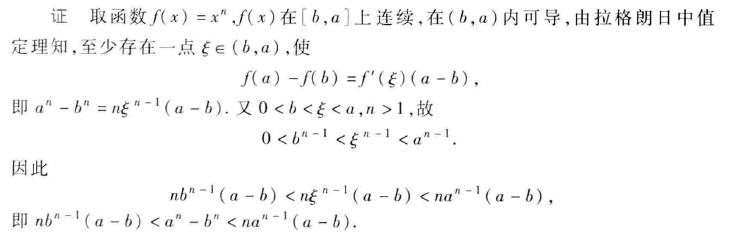 证 取函数 f(x) = xⁿ, f(x) 在 [b,a] 上连续, 在 (b,a) 内可导, 由拉格朗日中值
定理知, 至少存在一点 ξ∈(b,a), 使
f(a) - f(b) = f′(ξ)(a - b),
即 aⁿ - bⁿ = nξⁿ⁻¹(a - b). 又 0 < b < ξ < a, n > 1, 故
0 < bⁿ⁻¹ < ξⁿ⁻¹ < aⁿ⁻¹.
因此
nbⁿ⁻¹(a - b) < nξⁿ⁻¹(a - b) < naⁿ⁻¹(a - b),
即 nbⁿ⁻¹(a - b) < aⁿ - bⁿ < naⁿ⁻¹(a - b).